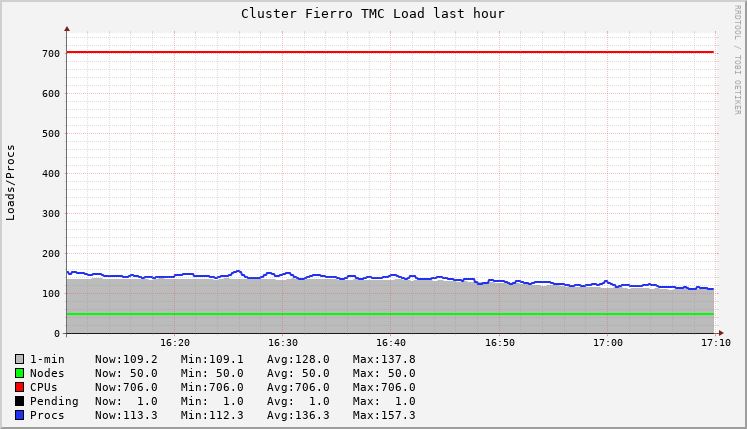 Cluster Fierro TMC Load last hour
RRDTOOL / TOBI OETIKER
Loads/Procs
700
600
500
400
300
200
100
0
16:20 16:30 16:40 16:50 17:00 17:10
1-min Now:109.2 Min:109.1 Avg:128.0 Max:137.8
Nodes Now: 50.0 Min: 50.0 Avg: 50.0 Max: 50.0
CPUs Now:706.0 Min:706.0 Avg:706.0 Max:706.0
Pending Now: 1.0 Min: 1.0 Avg: 1.0 Max: 1.0
Procs Now:113.3 Min:112.3 Avg:136.3 Max:157.3